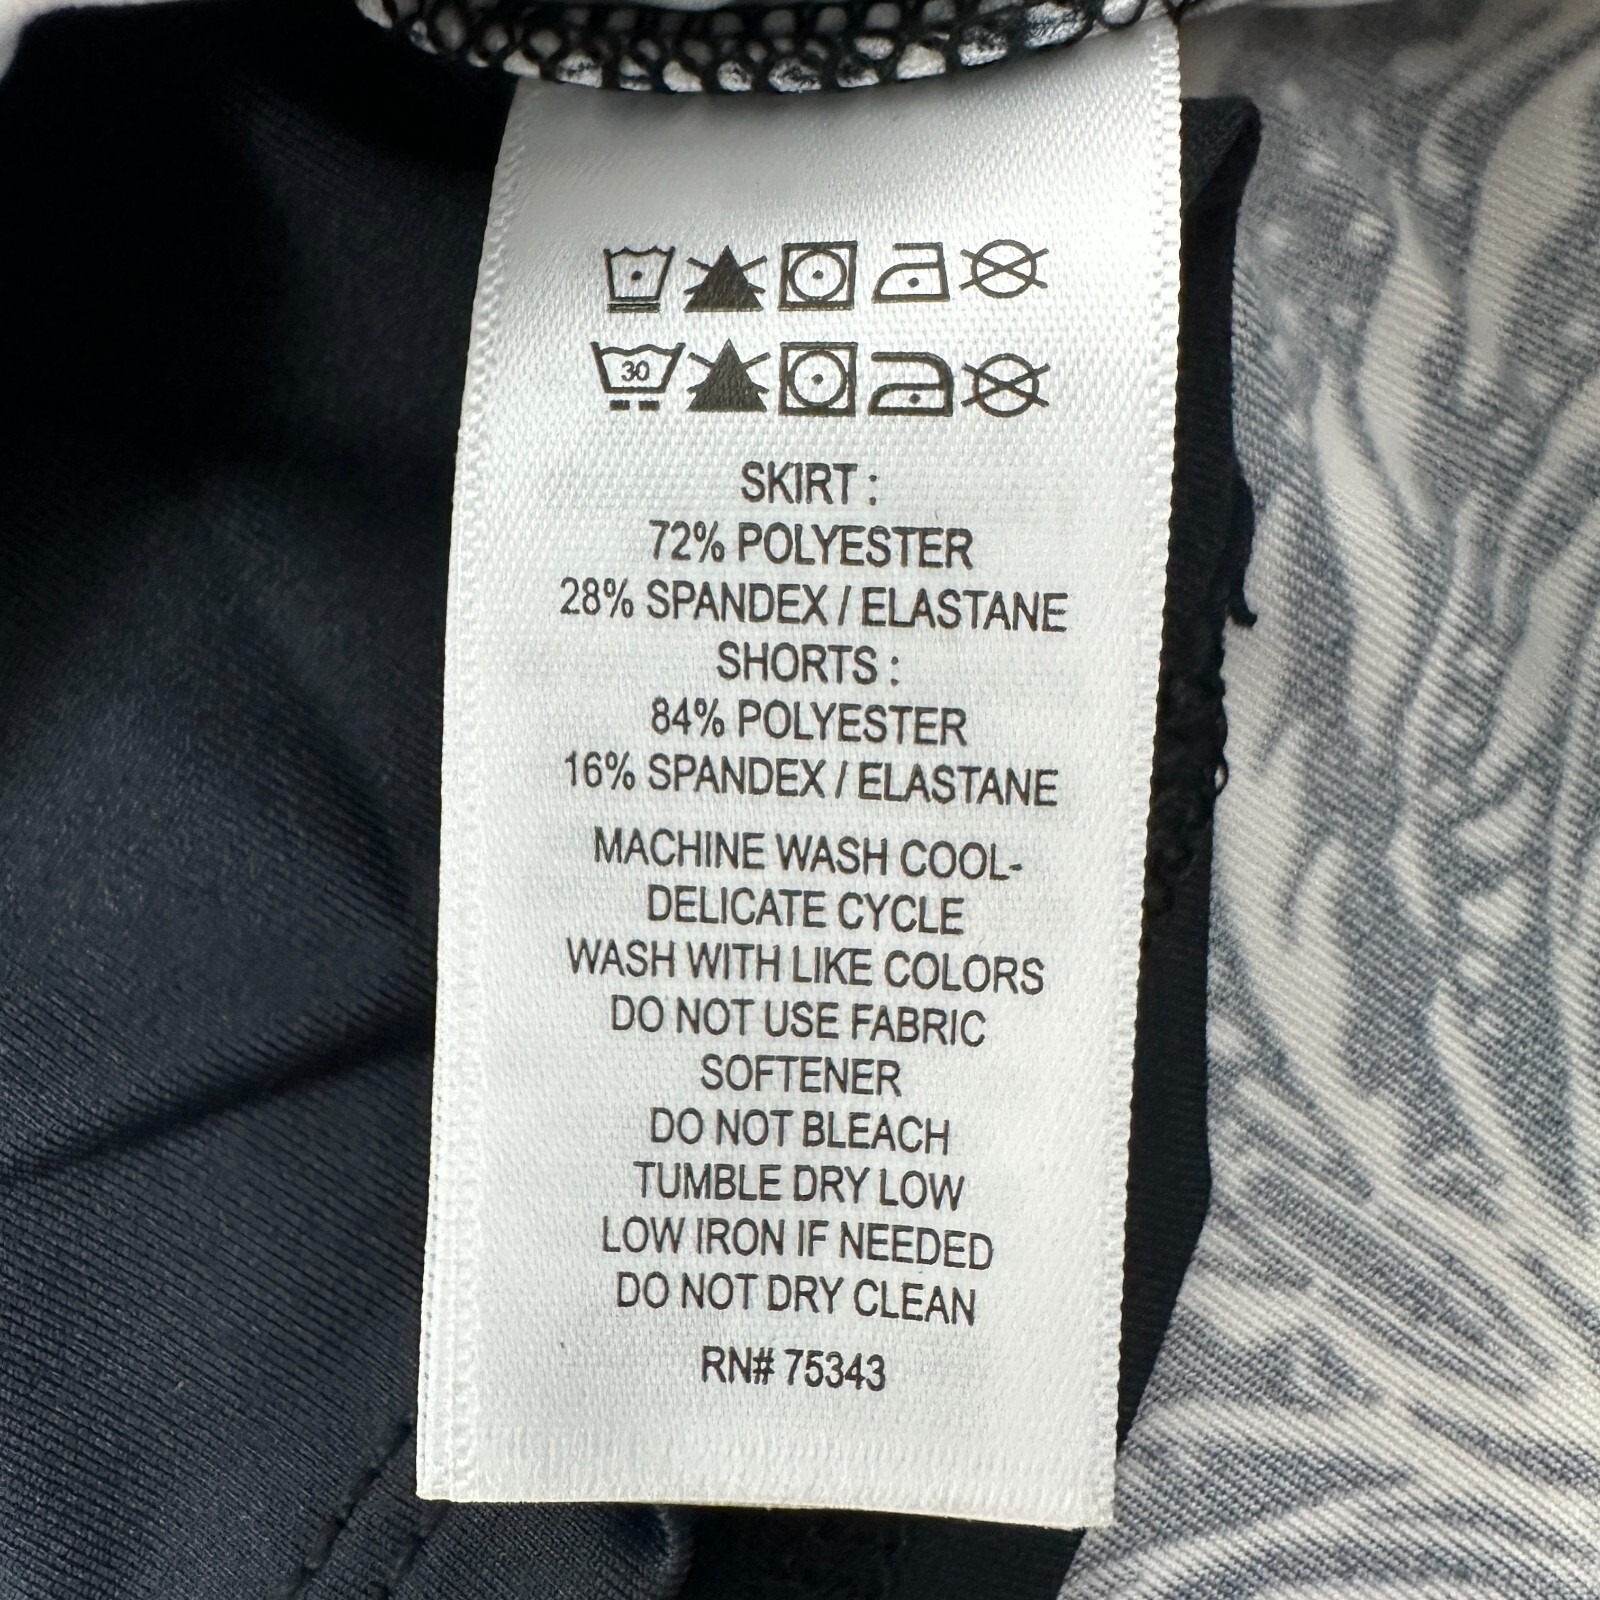 30
SKIRT :
72% POLYESTER
28% SPANDEX / ELASTANE
SHORTS :
84% POLYESTER
16% SPANDEX / ELASTANE
MACHINE WASH COOL-
DELICATE CYCLE
WASH WITH LIKE COLORS
DO NOT USE FABRIC
SOFTENER
DO NOT BLEACH
TUMBLE DRY LOW
LOW IRON IF NEEDED
DO NOT DRY CLEAN
RN# 75343